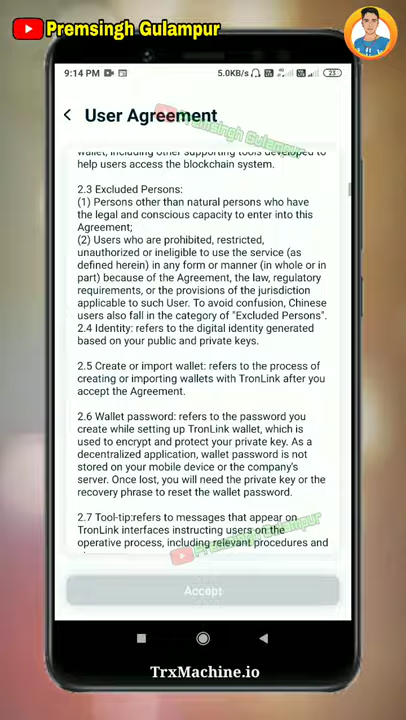 Premsingh Gulampur
9:14 PM
5.0KB/s
23
User Agreement
Premsingh Gulampur
wallet, including other supporting tools developed to
help users access the blockchain system.
2.3 Excluded Persons:
(1) Persons other than natural persons who have
the legal and conscious capacity to enter into this
Agreement;
(2) Users who are prohibited, restricted,
unauthorized or ineligible to use the service (as
defined herein) in any form or manner (in whole or in
part) because of the Agreement, the law, regulatory
requirements, or the provisions of the jurisdiction
applicable to such User. To avoid confusion, Chinese
users also fall in the category of "Excluded Persons".
2.4 Identity: refers to the digital identity generated
based on your public and private keys.
2.5 Create or import wallet: refers to the process of
creating or importing wallets with TronLink after you
accept the Agreement.
2.6 Wallet password: refers to the password you
create while setting up TronLink wallet, which is
used to encrypt and protect your private key. As a
decentralized application, wallet password is not
stored on your mobile device or the company's
server. Once lost, you will need the private key or the
recovery phrase to reset the wallet password.
2.7 Tool-tip:refers to messages that appear on
TronLink interfaces instructing users on the
operative process, including relevant procedures and
Premsingh Gulampur
Accept
TrxMachine.io